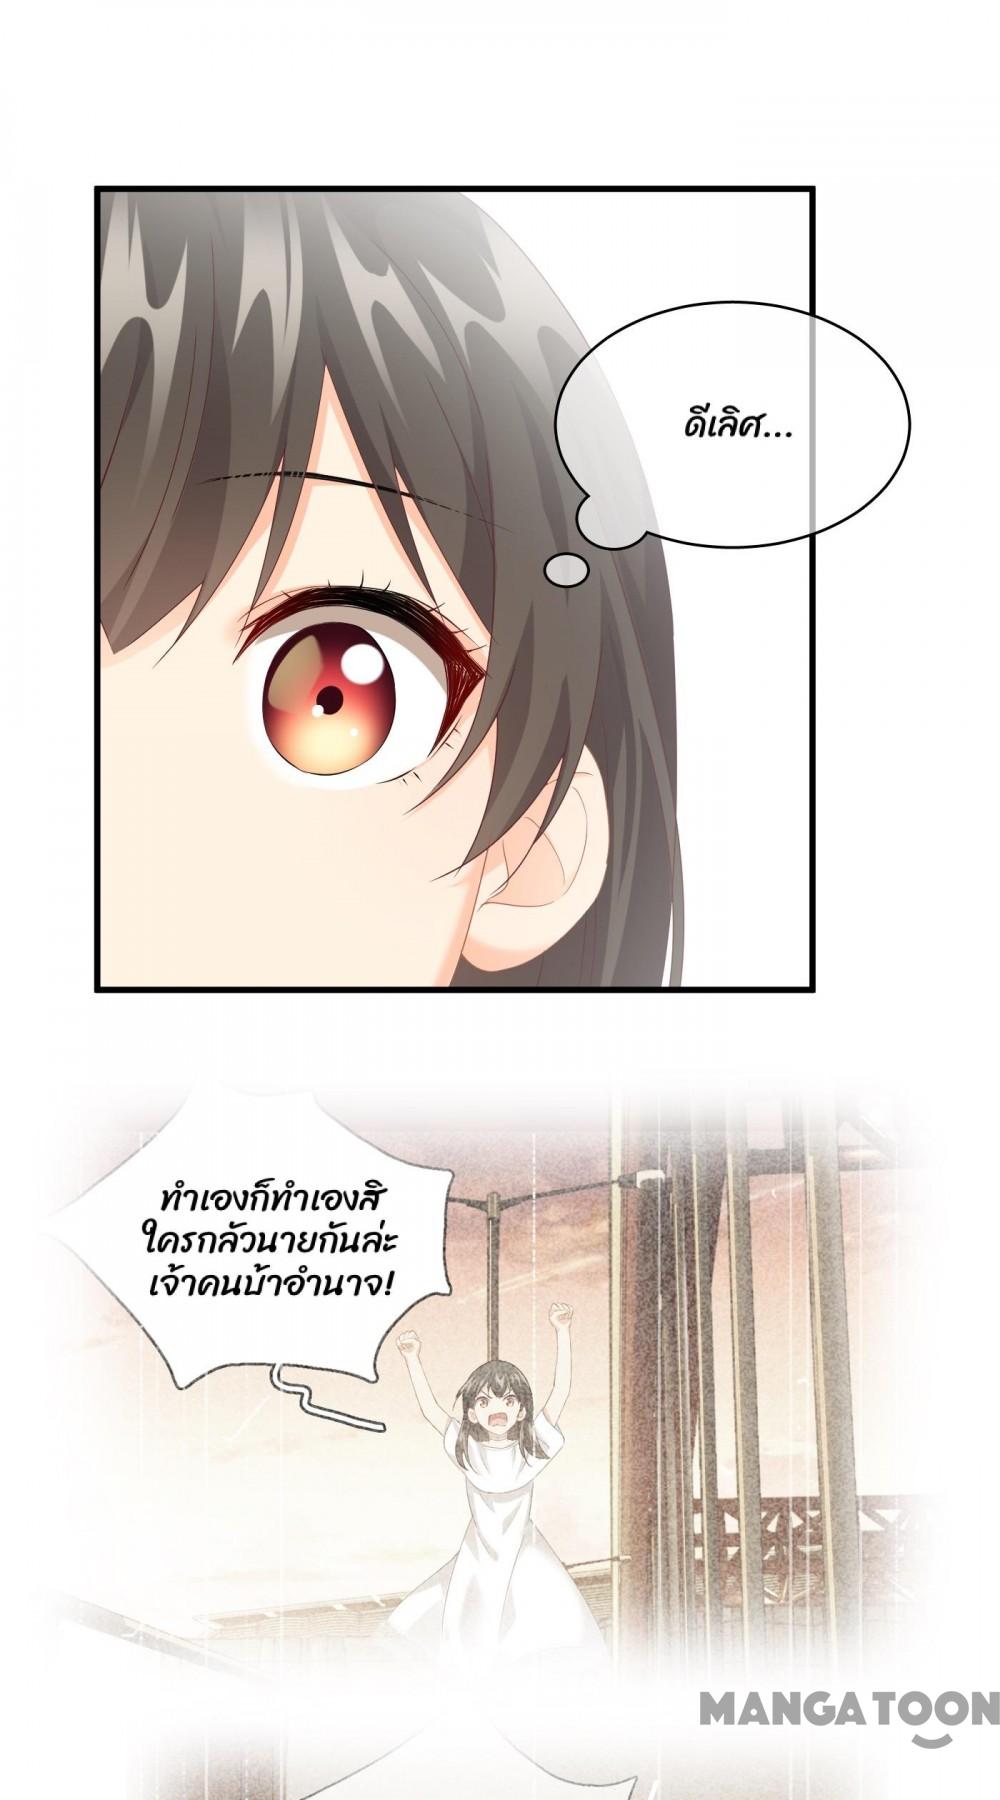 ดีเลิศ...
ทำเองก็ทำเองสิ
ใครกลัวนายกันล่ะ
เจ้าคนบ้าอำนาจ!
MANGATOON